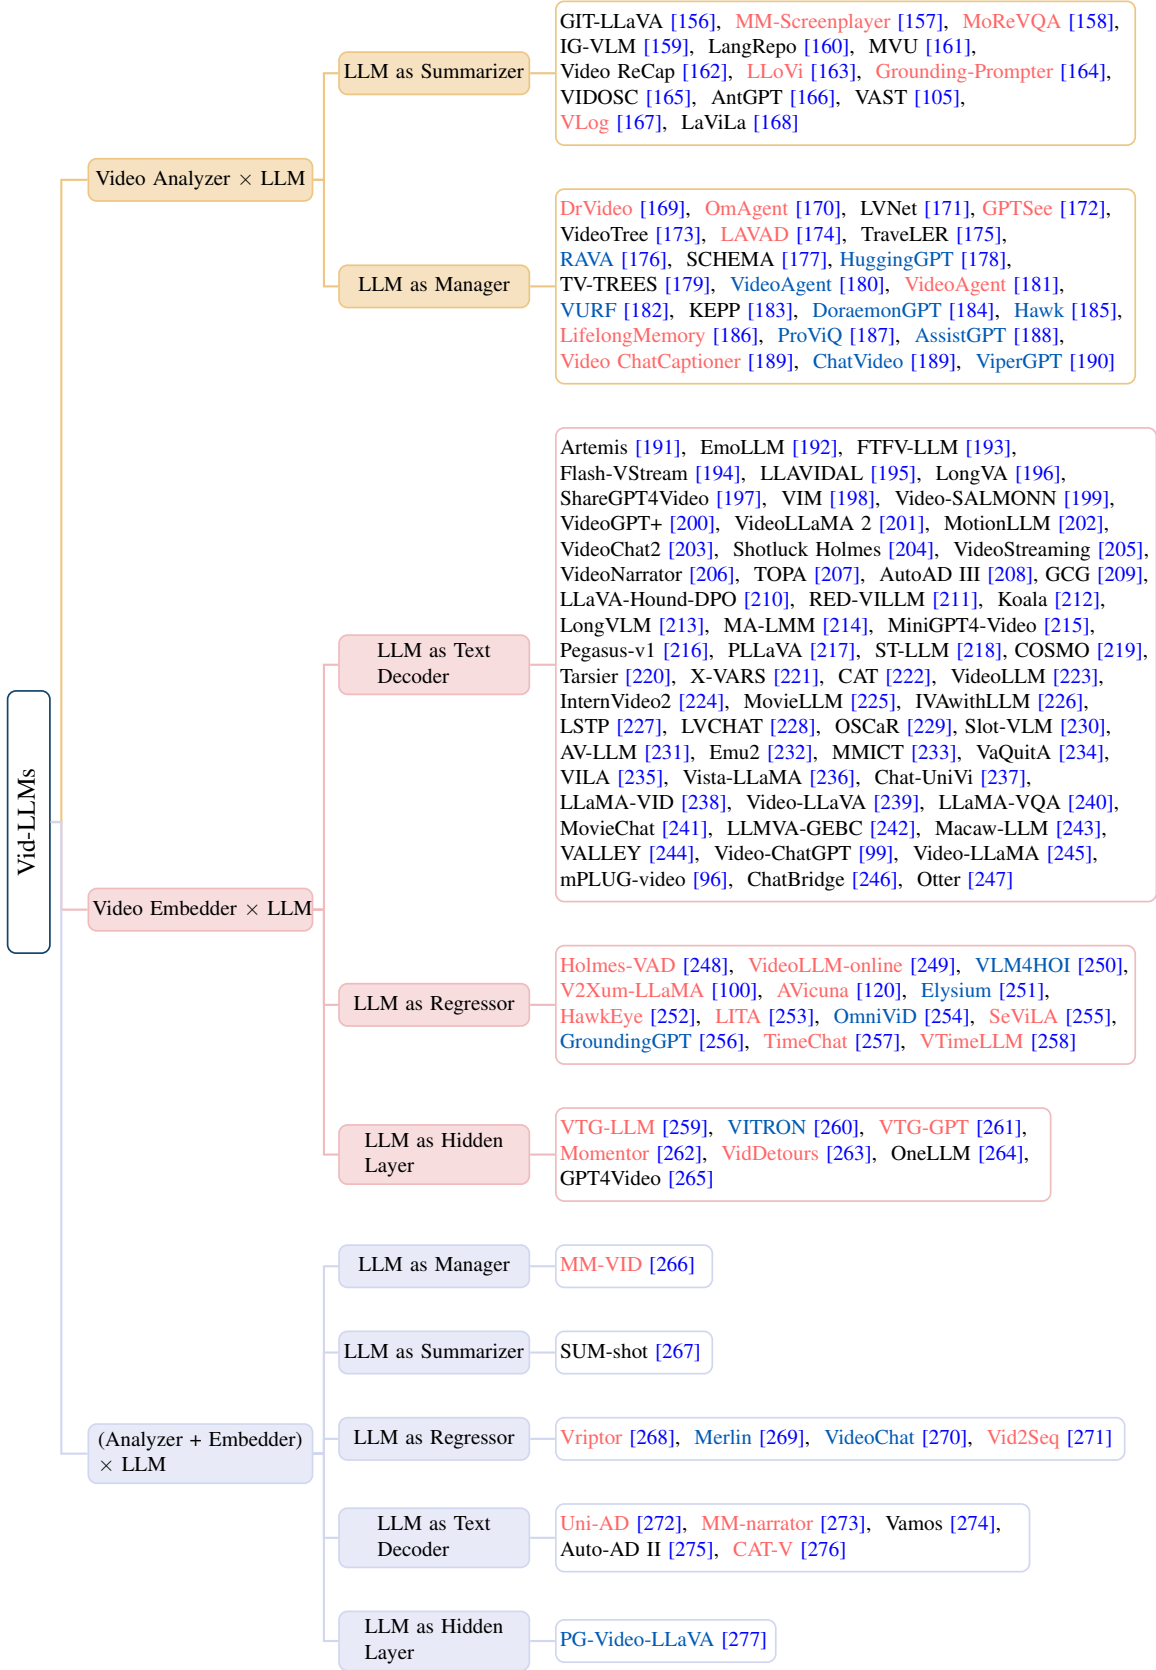 Vid-LLMs
Video Analyzer × LLM
LLM as Summarizer
GIT-LLaVA [156], MM-Screenplayer [157], MoReVQA [158],
IG-VLM [159], LangRepo [160], MVU [161],
Video ReCap [162], LLoVi [163], Grounding-Prompter [164],
VIDOSC [165], AntGPT [166], VAST [105],
VLog [167], LaViLa [168]
LLM as Manager
DrVideo [169], OmAgent [170], LVNet [171], GPTSee [172],
VideoTree [173], LAVAD [174], TraveLER [175],
RAVA [176], SCHEMA [177], HuggingGPT [178],
TV-TREES [179], VideoAgent [180], VideoAgent [181],
VURF [182], KEPP [183], DoraemonGPT [184], Hawk [185],
LifelongMemory [186], ProViQ [187], AssistGPT [188],
Video ChatCaptioner [189], ChatVideo [189], ViperGPT [190]
Video Embedder × LLM
LLM as Text
Decoder
Artemis [191], EmoLLM [192], FTFV-LLM [193],
Flash-VStream [194], LLAVIDAL [195], LongVA [196],
ShareGPT4Video [197], VIM [198], Video-SALMONN [199],
VideoGPT+ [200], VideoLLaMA 2 [201], MotionLLM [202],
VideoChat2 [203], Shotluck Holmes [204], VideoStreaming [205],
VideoNarrator [206], TOPA [207], AutoAD III [208], GCG [209],
LLaVA-Hound-DPO [210], RED-VILLM [211], Koala [212],
LongVLM [213], MA-LMM [214], MiniGPT4-Video [215],
Pegasus-v1 [216], PLLaVA [217], ST-LLM [218], COSMO [219],
Tarsier [220], X-VARS [221], CAT [222], VideoLLM [223],
InternVideo2 [224], MovieLLM [225], IVAwithLLM [226],
LSTP [227], LVCHAT [228], OSCaR [229], Slot-VLM [230],
AV-LLM [231], Emu2 [232], MMICT [233], VaQuitA [234],
VILA [235], Vista-LLaMA [236], Chat-UniVi [237],
LLaMA-VID [238], Video-LLaVA [239], LLaMA-VQA [240],
MovieChat [241], LLMVA-GEBC [242], Macaw-LLM [243],
VALLEY [244], Video-ChatGPT [99], Video-LLaMA [245],
mPLUG-video [96], ChatBridge [246], Otter [247]
LLM as Regressor
Holmes-VAD [248], VideoLLM-online [249], VLM4HOI [250],
V2Xum-LLaMA [100], AVicuna [120], Elysium [251],
HawkEye [252], LITA [253], OmniViD [254], SeViLA [255],
GroundingGPT [256], TimeChat [257], VTimeLLM [258]
LLM as Hidden
Layer
VTG-LLM [259], VITRON [260], VTG-GPT [261],
Momentor [262], VidDetours [263], OneLLM [264],
GPT4Video [265]
(Analyzer + Embedder)
× LLM
LLM as Manager
MM-VID [266]
LLM as Summarizer
SUM-shot [267]
LLM as Regressor
Vriptor [268], Merlin [269], VideoChat [270], Vid2Seq [271]
LLM as Text
Decoder
Uni-AD [272], MM-narrator [273], Vamos [274],
Auto-AD II [275], CAT-V [276]
LLM as Hidden
Layer
PG-Video-LLaVA [277]